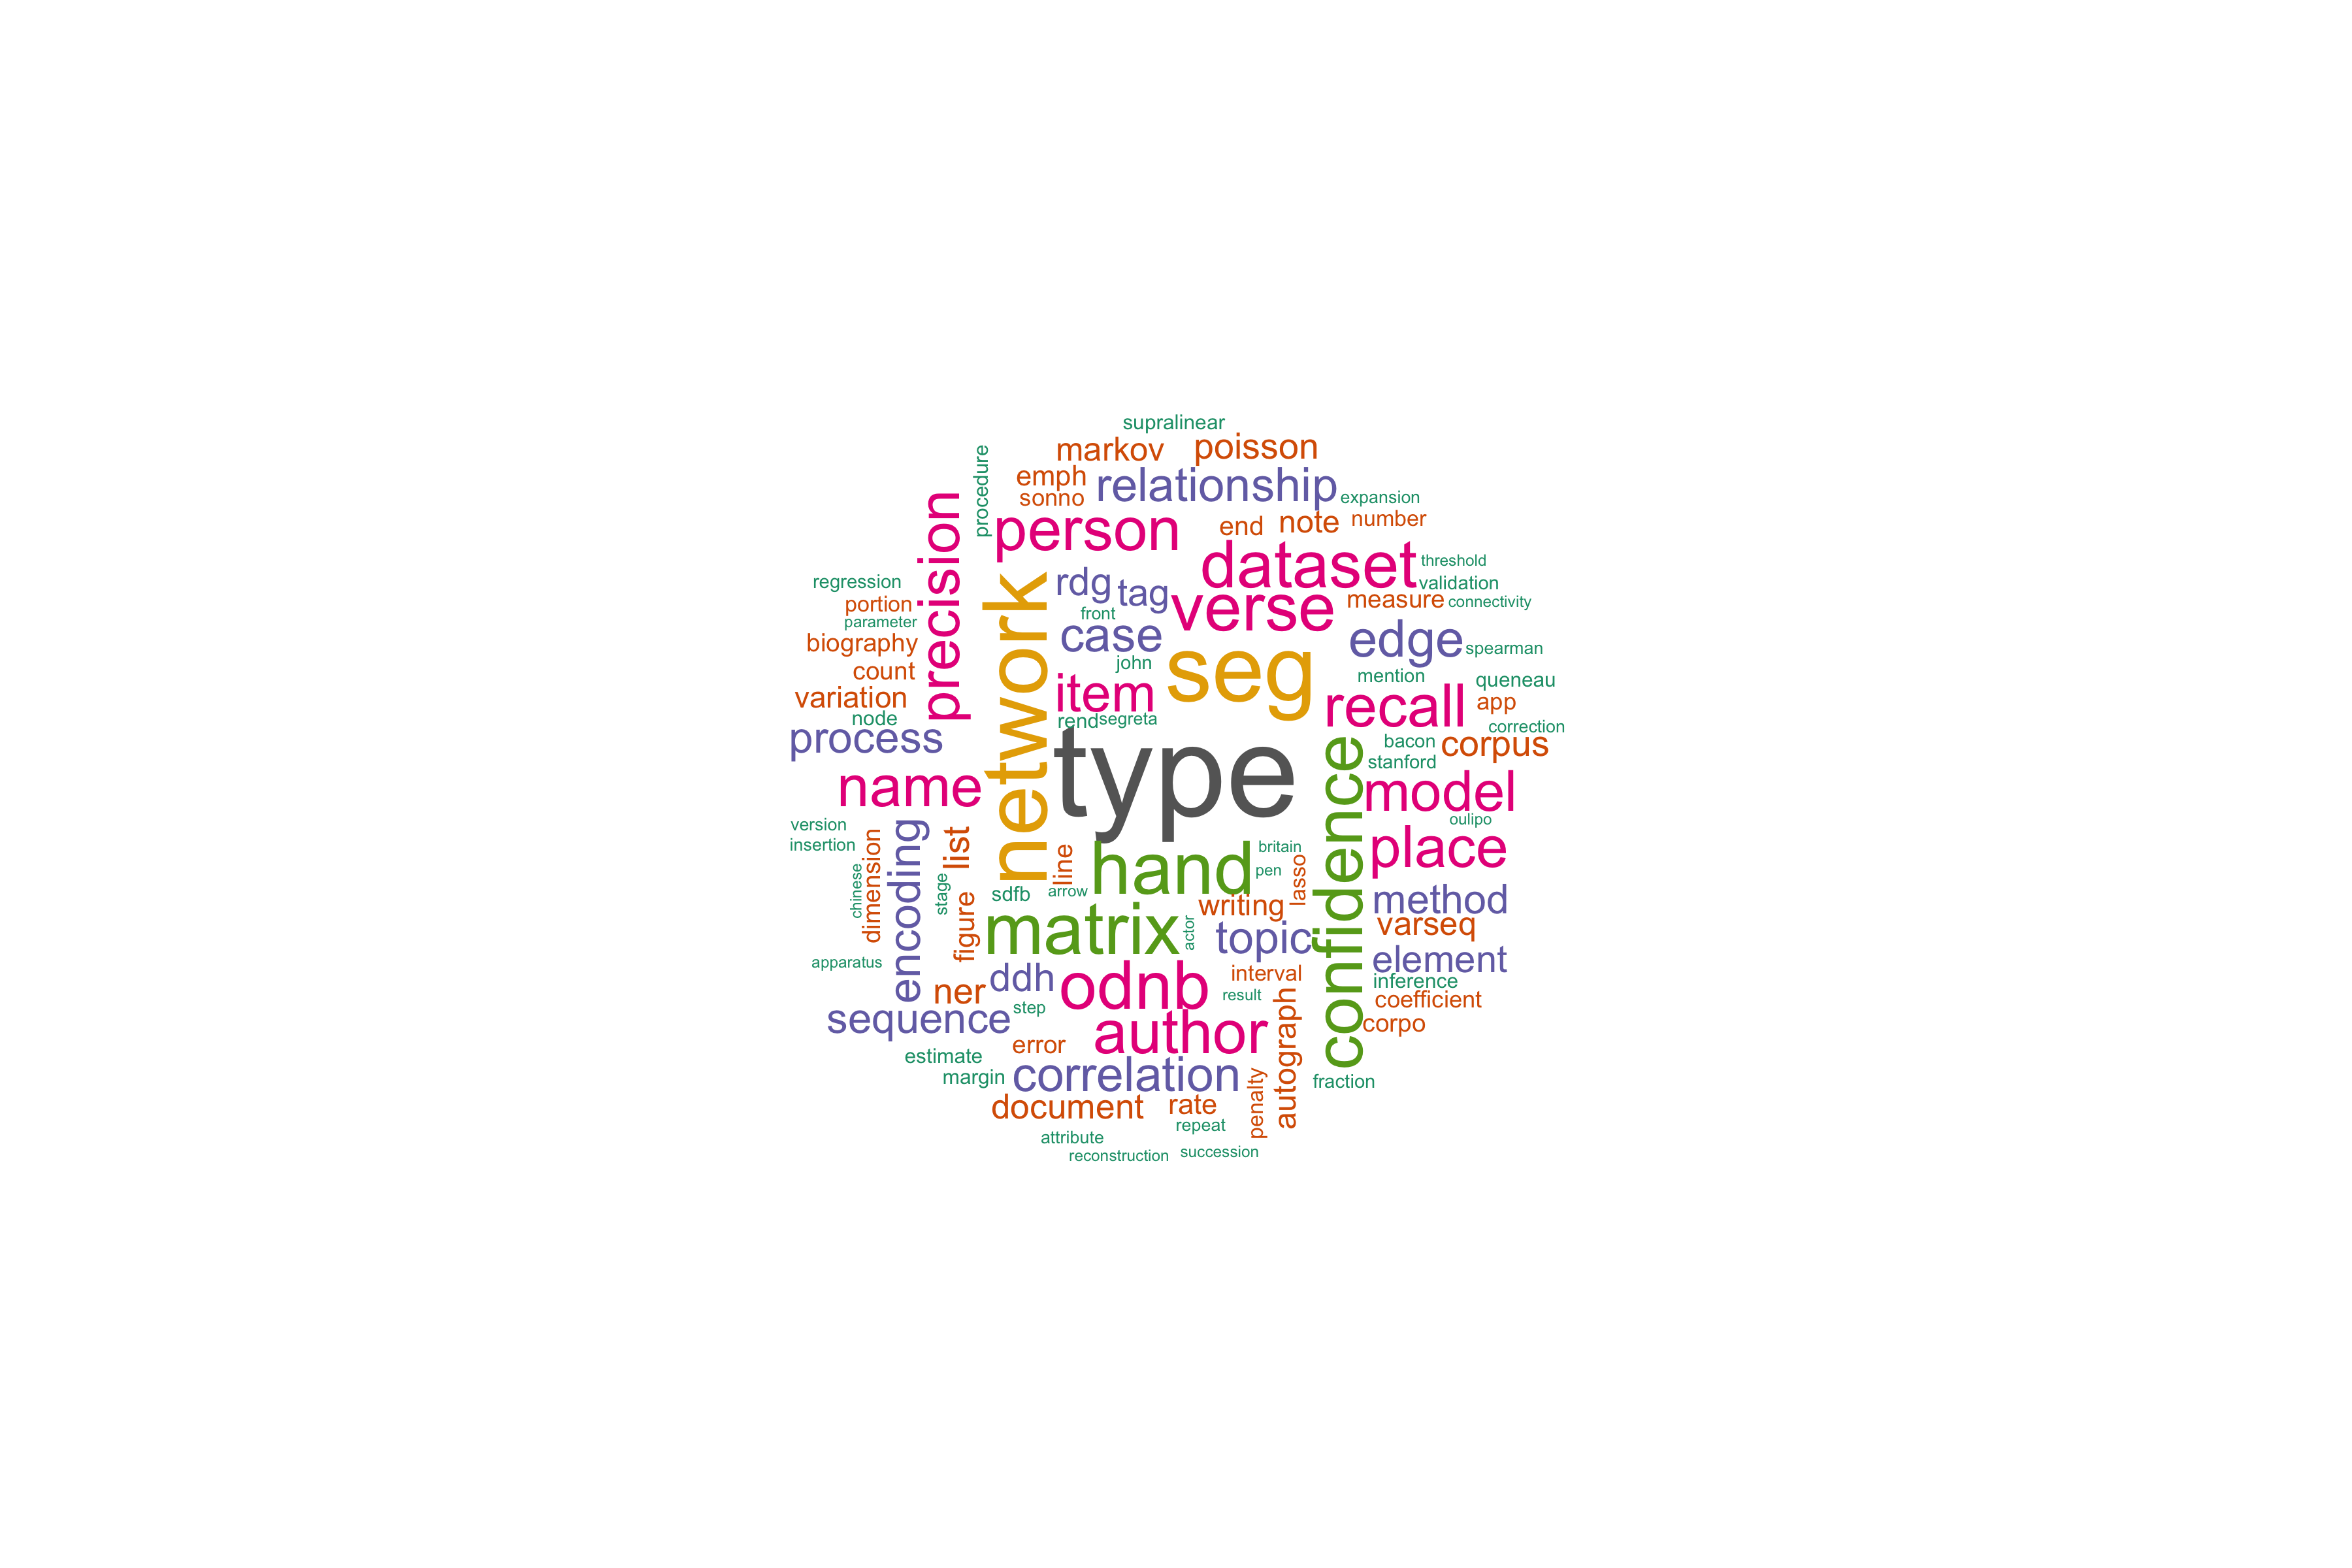 supralinear
markov
poisson
procedure
emph
relationship
sonno
expansion
precision
person
end
note
number
dataset
threshold
regression
network
rdg
tag
verse
validation
portion
front
measure
connectivity
parameter
biography
case
edge
spearman
john
seg
count
item
mention
queneau
variation
recall
app
node
rend
segreta
correction
process
type
confidence
bacon
corpus
stanford
name
model
version
oulipo
insertion
encoding
list
line
hand
britain
place
chinese
dimension
stage
sdfb
arrow
pen
lasso
method
figure
matrix
actor
writing
varseq
topic
apparatus
ddh
odnb
interval
element
ner
result
inference
sequence
step
autograph
coefficient
author
corpo
error
estimate
correlation
margin
fraction
document
rate
penalty
repeat
attribute
reconstruction
succession